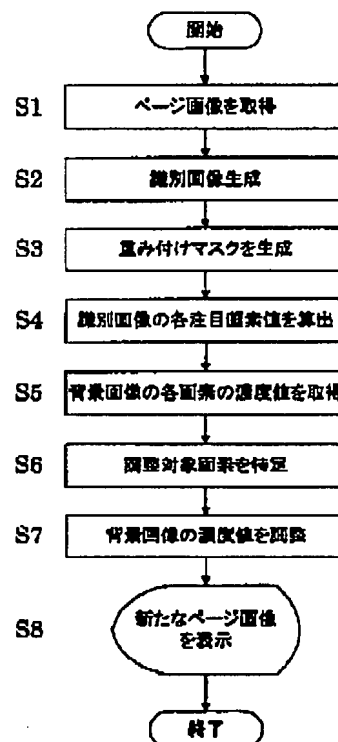 開始
S1 ページ画像を取得
S2 識別画像生成
S3 重み付けマスクを生成
S4 識別画像の各注目画素値を算出
S5 背景画像の各画素の濃度値を取得
S6 調整対象画素を特定
S7 背景画像の濃度値を調整
S8 新たなページ画像
を表示
終了